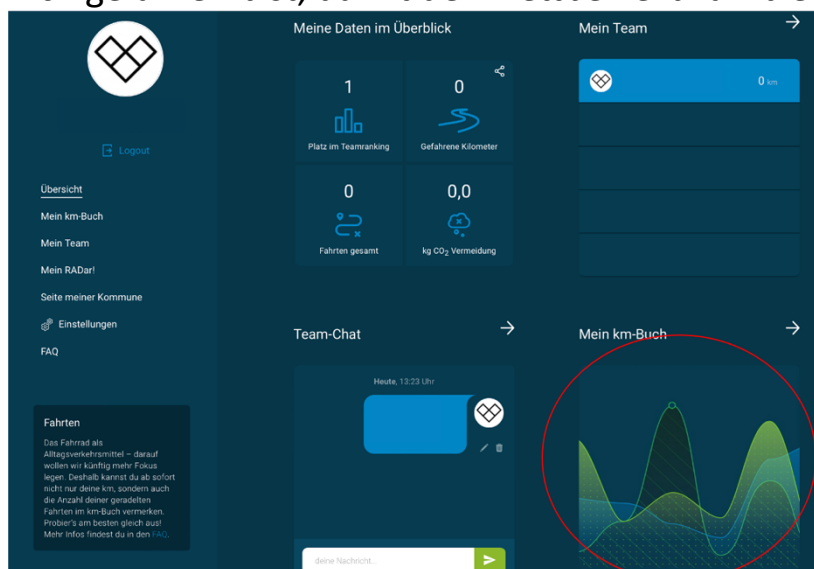 Meine Daten im Überblick
Mein Team
1
0
0 km
Platz im Teamranking
Gefahrene Kilometer
Logout
0
0,0
Fahrten gesamt
kg CO₂ Vermeidung
Übersicht
Mein km-Buch
Mein Team
Mein RADar!
Seite meiner Kommune
Einstellungen
FAQ
Team-Chat
Mein km-Buch
Heute, 13:23 Uhr
Fahrten
Das Fahrrad als
Alltagsverkehrsmittel – darauf
wollen wir künftig mehr Fokus
legen. Deshalb kannst du ab sofort
nicht nur deine km, sondern auch
die Anzahl deiner geradelten
Fahrten im km-Buch vermerken.
Probier's am besten gleich aus!
Mehr Infos findest du in den FAQ.
deine Nachricht..